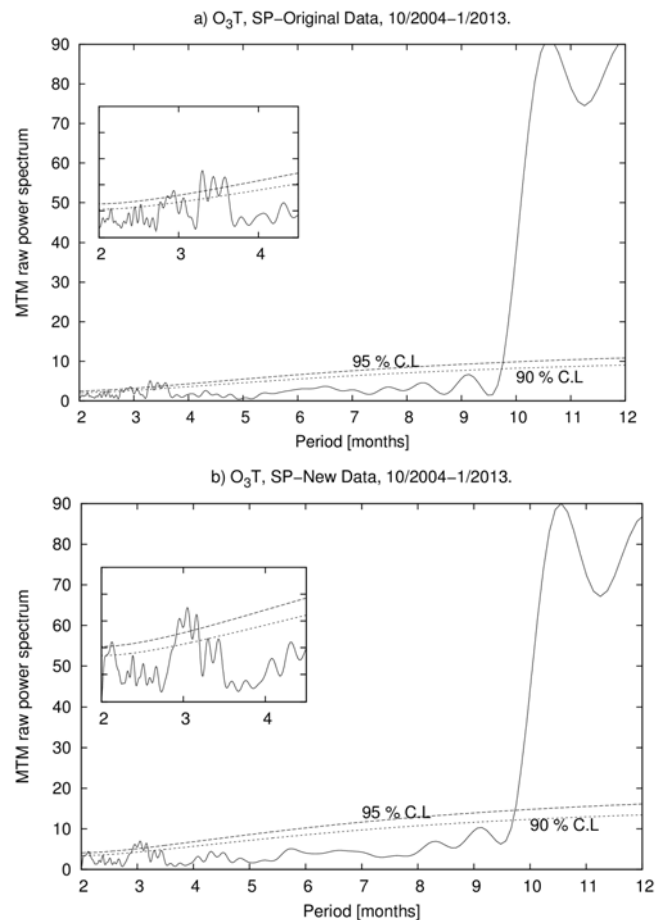 a) O₃T, SP−Original Data, 10/2004−1/2013.
MTM raw power spectrum
90
80
70
60
50
40
30
20
10
0
2 3 4
95 % C.L
90 % C.L
2 3 4 5 6 7 8 9 10 11 12
Period [months]
b) O₃T, SP−New Data, 10/2004−1/2013.
MTM raw power spectrum
90
80
70
60
50
40
30
20
10
0
2 3 4
95 % C.L
90 % C.L
2 3 4 5 6 7 8 9 10 11 12
Period [months]